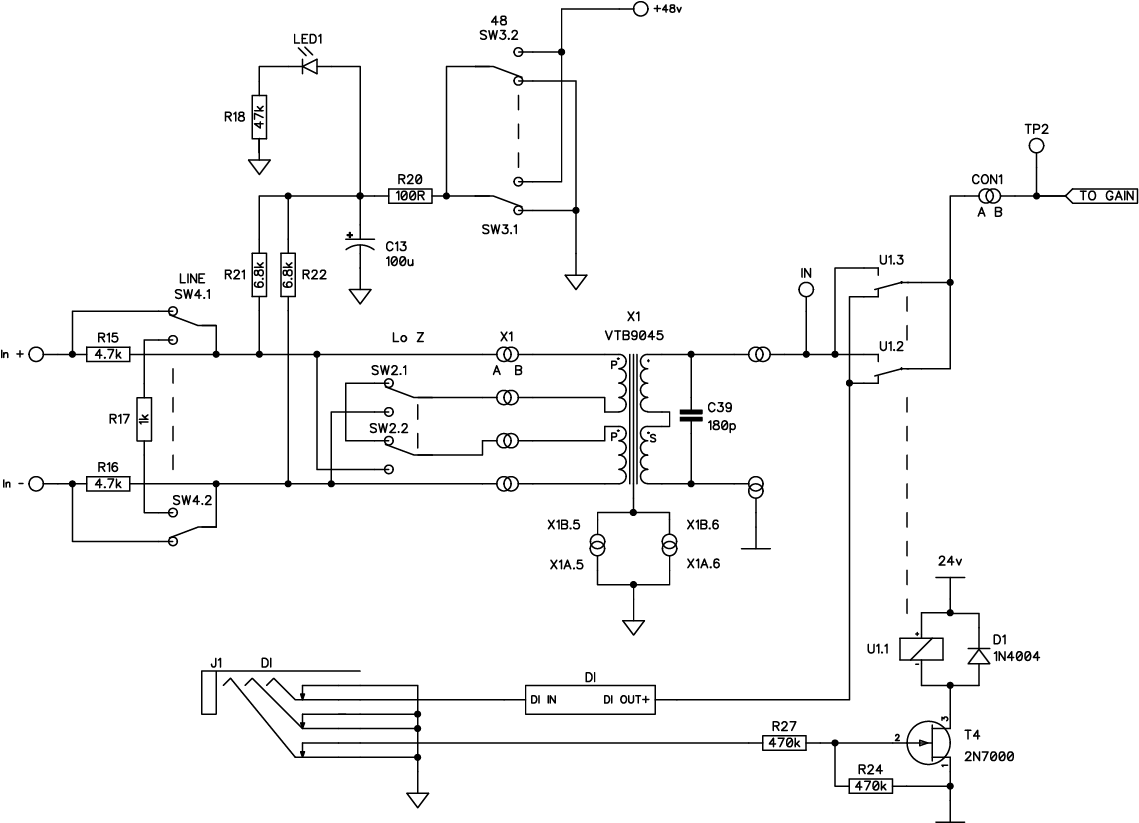 +48v
48
SW3.2
LED1
R18
47k
TP2
R20
100R
CON1
A B
TO GAIN
SW3.1
+
C13
100u
R21
6.8k
6.8k
R22
LINE
SW4.1
U1.3
IN
X1
VTB9045
In +
R15
4.7k
Lo Z
X1
A B
U1.2
P
SW2.1
R17
1k
C39
180p
SW2.2
P
S
In -
R16
4.7k
SW4.2
X1B.5
X1B.6
X1A.5
X1A.6
24v
U1.1
+
-
D1
1N4004
J1
DI
DI
DI IN
DI OUT+
R27
470k
2
3
1
T4
2N7000
R24
470k